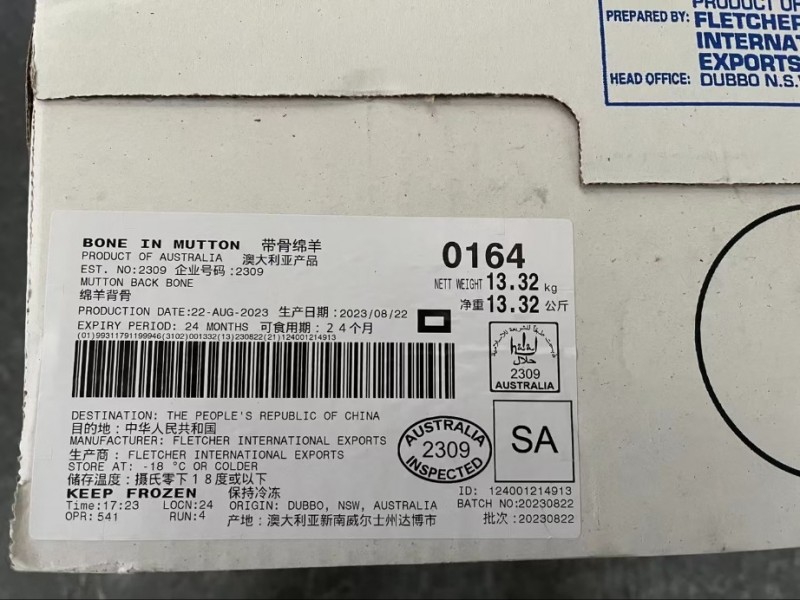 PRODUCT OF
PREPARED BY: FLETCHER
INTERNAT
EXPORTS
HEAD OFFICE: DUBBO N.S.W
BONE IN MUTTON 带骨绵羊
PRODUCT OF AUSTRALIA 澳大利亚产品
EST. NO:2309 企业号码:2309
MUTTON BACK BONE
绵羊背骨
0164
NETT WEIGHT 13.32 kg
净重 13.32 公斤
PRODUCTION DATE:22-AUG-2023 生产日期:2023/08/22
EXPIRY PERIOD: 24 MONTHS 可食用期: 24个月
(01)99311791199946(3102)001332(13)230822(21)124001214913
حلال
2309
AUSTRALIA
DESTINATION: THE PEOPLE'S REPUBLIC OF CHINA
目的地: 中华人民共和国
MANUFACTURER: FLETCHER INTERNATIONAL EXPORTS
生产商: FLETCHER INTERNATIONAL EXPORTS
STORE AT: -18 °C OR COLDER
储存温度: 摄氏零下18度或以下
KEEP FROZEN 保持冷冻
Time:17:23 LOCN:24
OPR: 541 RUN:4
ORIGIN: DUBBO, NSW, AUSTRALIA
产地: 澳大利亚新南威尔士州达博市
AUSTRALIA
2309
INSPECTED
SA
ID: 124001214913
BATCH NO:20230822
批次 :20230822